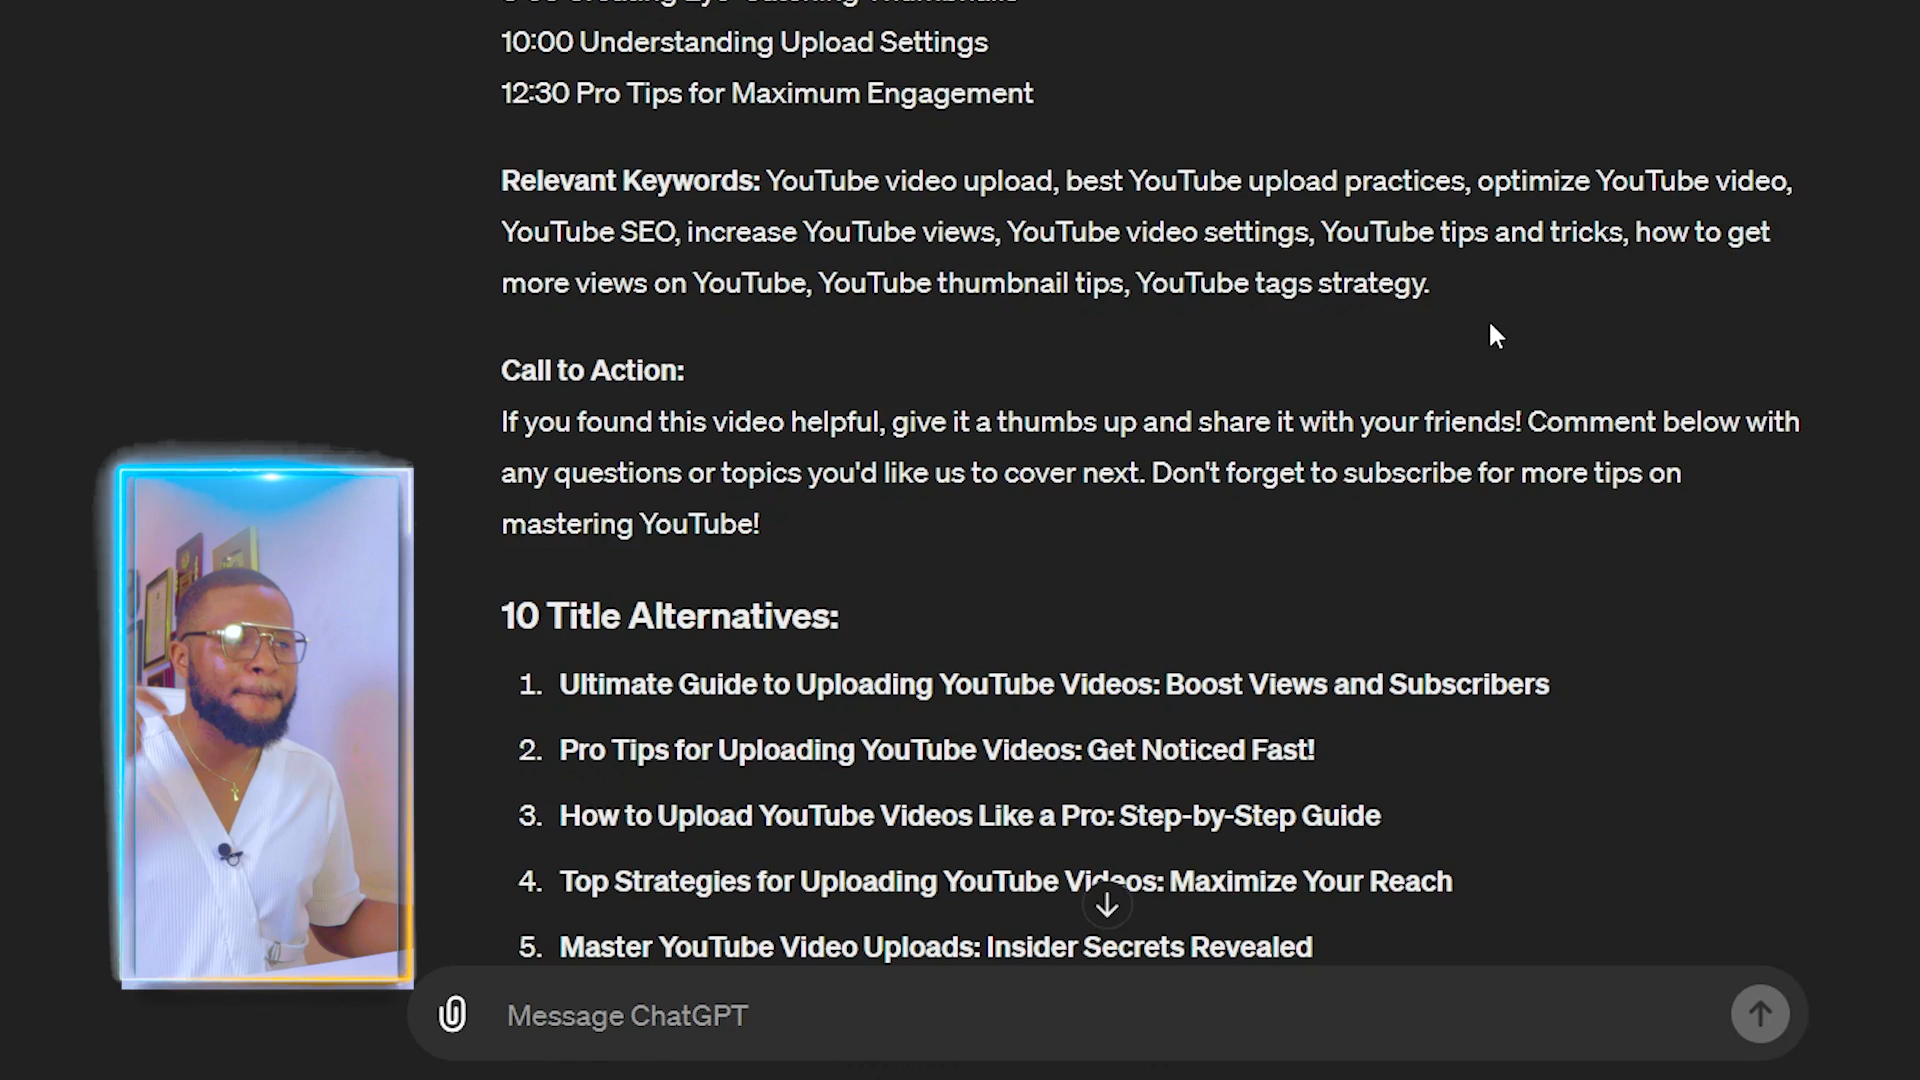 10:00 Understanding Upload Settings
12:30 Pro Tips for Maximum Engagement
Relevant Keywords: YouTube video upload, best YouTube upload practices, optimize YouTube video,
YouTube SEO, increase YouTube views, YouTube video settings, YouTube tips and tricks, how to get
more views on YouTube, YouTube thumbnail tips, YouTube tags strategy.
Call to Action:
If you found this video helpful, give it a thumbs up and share it with your friends! Comment below with
any questions or topics you'd like us to cover next. Don't forget to subscribe for more tips on
mastering YouTube!
10 Title Alternatives:
1. Ultimate Guide to Uploading YouTube Videos: Boost Views and Subscribers
2. Pro Tips for Uploading YouTube Videos: Get Noticed Fast!
3. How to Upload YouTube Videos Like a Pro: Step-by-Step Guide
4. Top Strategies for Uploading YouTube Videos: Maximize Your Reach
5. Master YouTube Video Uploads: Insider Secrets Revealed
Message ChatGPT